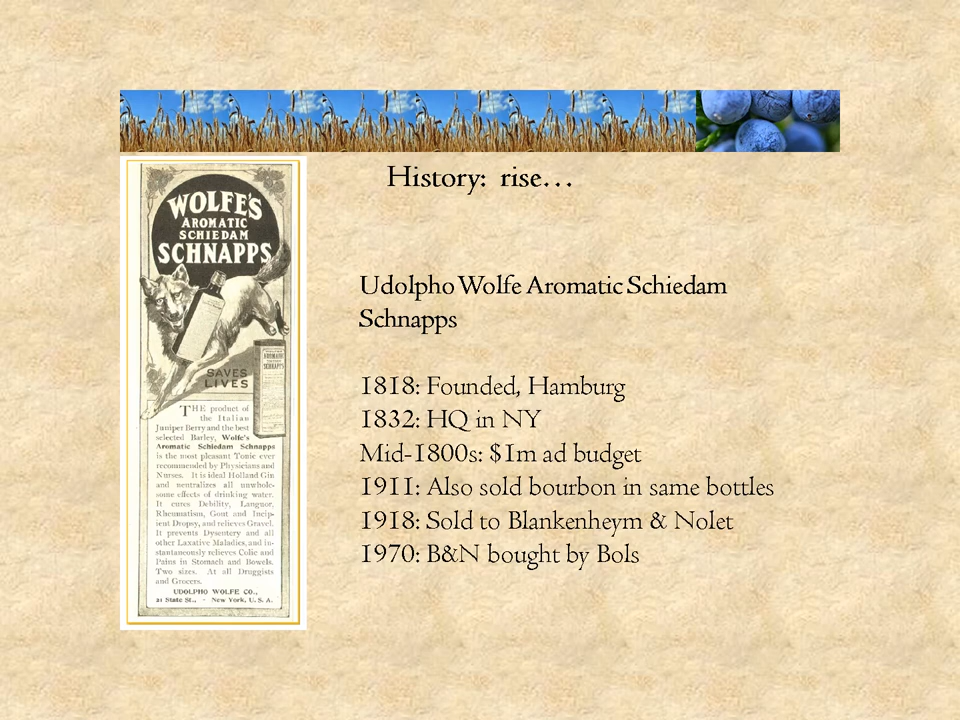 History: rise…
WOLFE'S
AROMATIC
SCHIEDAM
SCHNAPPS
SAVES
LIVES
THE product of
the Italian
Juniper Berry and the best
selected Barley, Wolfe's
Aromatic Schiedam Schnapps
is the most pleasant Tonic ever
recommended by Physicians and
Nurses. It is ideal Holland Gin
and neutralizes all unwhole-
some effects of drinking water.
It cures Debility, Languor,
Rheumatism, Gout and Incip-
ient Dropsy, and relieves Gravel.
It prevents Dysentery and all
other Laxative Maladies, and in-
stantaneously relieves Colic and
Pains in Stomach and Bowels.
Two sizes. At all Druggists
and Grocers.
UDOLPHO WOLFE CO.,
21 State St., - New York, U. S. A.
Udolpho Wolfe Aromatic Schiedam
Schnapps
1818: Founded, Hamburg
1832: HQ in NY
Mid-1800s: $1m ad budget
1911: Also sold bourbon in same bottles
1918: Sold to Blankenheym & Nolet
1970: B&N bought by Bols